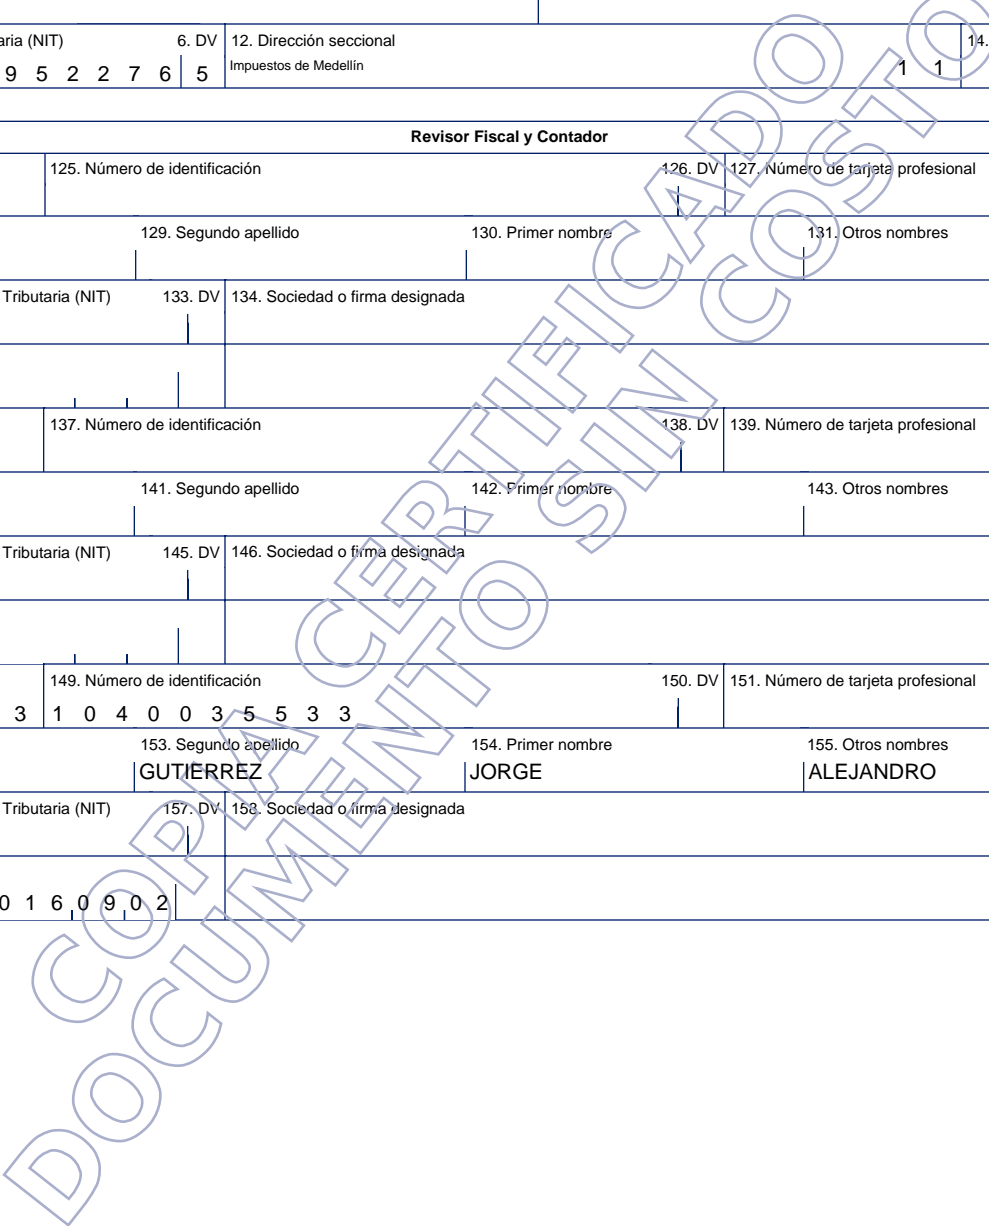 aria (NIT) 6. DV 12. Dirección seccional 14.
9 5 2 2 7 6 5 Impuestos de Medellín 1 1
Revisor Fiscal y Contador
125. Número de identificación 126. DV 127. Número de tarjeta profesional
129. Segundo apellido 130. Primer nombre 131. Otros nombres
Tributaria (NIT) 133. DV 134. Sociedad o firma designada
137. Número de identificación 138. DV 139. Número de tarjeta profesional
141. Segundo apellido 142. Primer nombre 143. Otros nombres
Tributaria (NIT) 145. DV 146. Sociedad o firma designada
149. Número de identificación 150. DV 151. Número de tarjeta profesional
3 1 0 4 0 0 3 5 5 3 3
153. Segundo apellido 154. Primer nombre 155. Otros nombres
GUTIERREZ JORGE ALEJANDRO
Tributaria (NIT) 157. DV 158. Sociedad o firma designada
0 1 6 0 9 0 2
COPIA CERTIFICADO
DOCUMENTO SIN COSTO